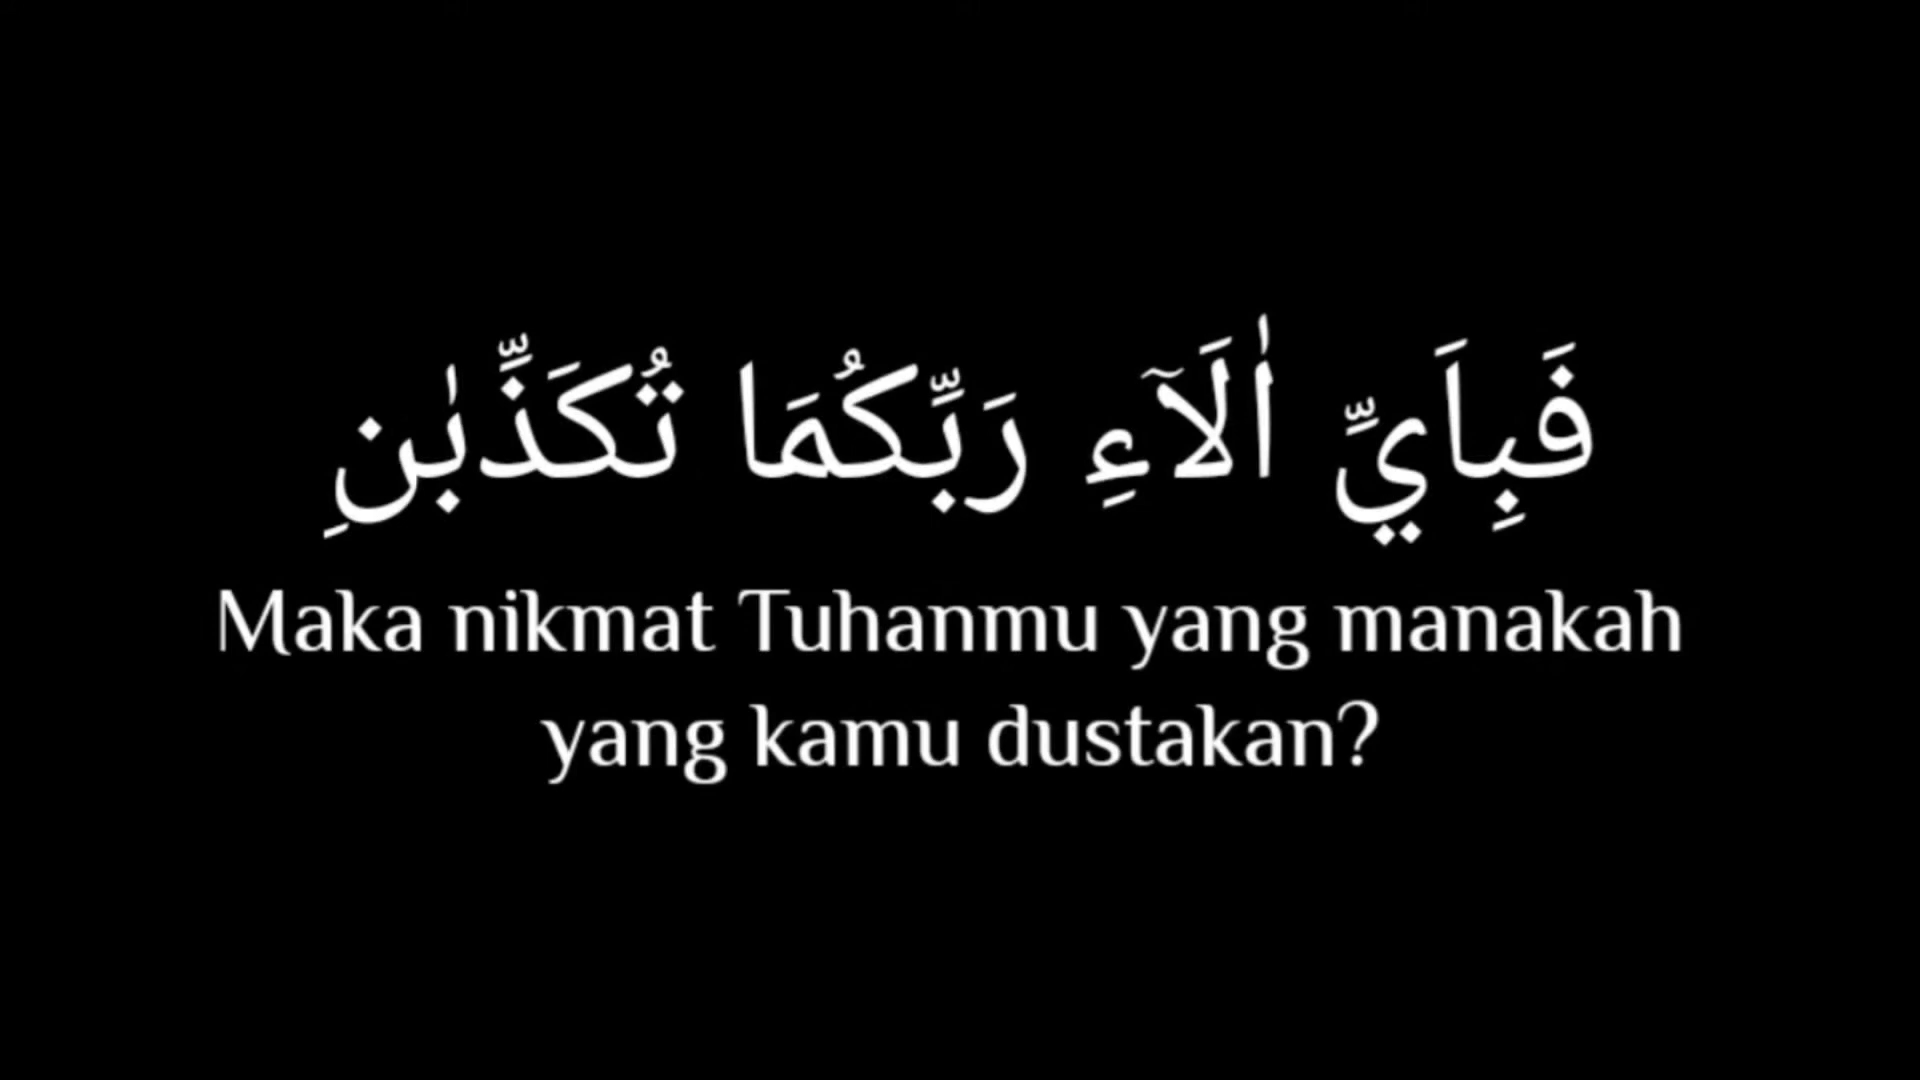 فَبِاَيِّ اٰلَاۤءِ رَبِّكُمَا تُكَذِّبٰنِ
Maka nikmat Tuhanmu yang manakah
yang kamu dustakan?